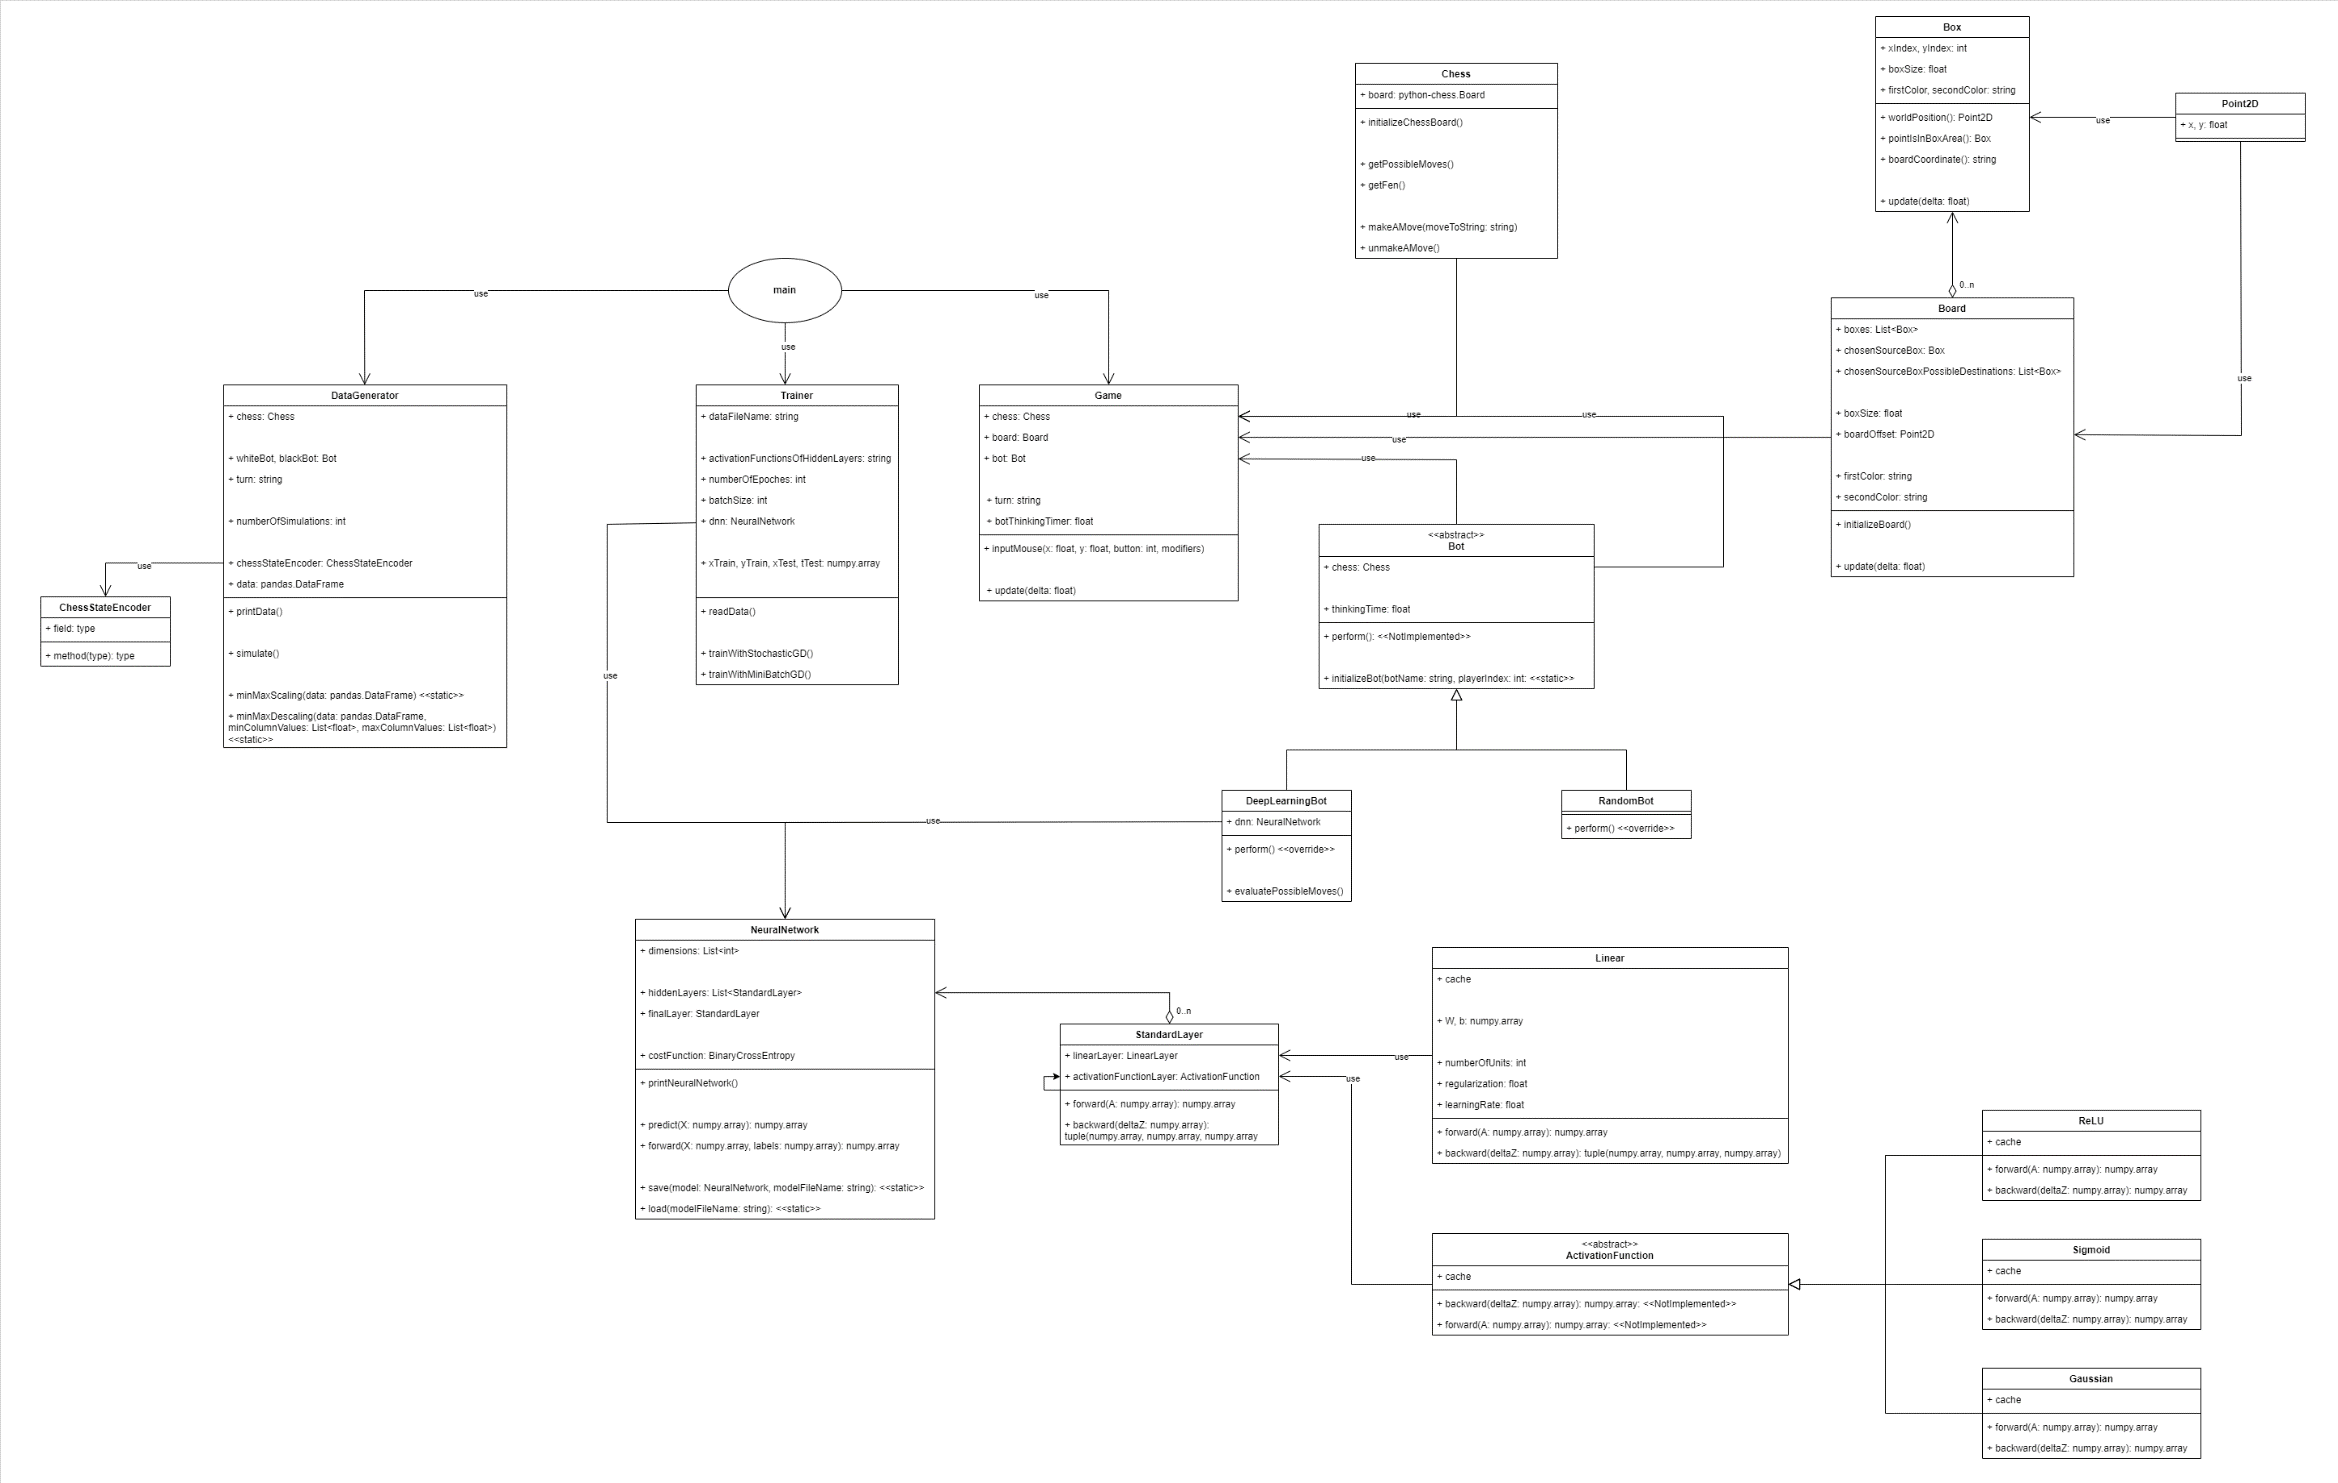 Box
+ xIndex, yIndex: int
+ boxSize: float
+ firstColor, secondColor: string
+ worldPosition(): Point2D
+ pointIsInBoxArea(): Box
+ boardCoordinate(): string
+ update(delta: float)
Point2D
+ x, y: float
use
use
Chess
+ board: python-chess.Board
+ initializeChessBoard()
+ getPossibleMoves()
+ getFen()
+ makeAMove(moveToString: string)
+ unmakeAMove()
main
use
use
use
0..n
Board
+ boxes: List<Box>
+ chosenSourceBox: Box
+ chosenSourceBoxPossibleDestinations: List<Box>
+ boxSize: float
+ boardOffset: Point2D
+ firstColor: string
+ secondColor: string
+ initializeBoard()
+ update(delta: float)
DataGenerator
+ chess: Chess
+ whiteBot, blackBot: Bot
+ turn: string
+ numberOfSimulations: int
+ chessStateEncoder: ChessStateEncoder
+ data: pandas.DataFrame
+ printData()
+ simulate()
+ minMaxScaling(data: pandas.DataFrame) <<static>>
+ minMaxDescaling(data: pandas.DataFrame,
minColumnValues: List<float>, maxColumnValues: List<float>)
<<static>>
use
ChessStateEncoder
+ field: type
+ method(type): type
Trainer
+ dataFileName: string
+ activationFunctionsOfHiddenLayers: string
+ numberOfEpoches: int
+ batchSize: int
+ dnn: NeuralNetwork
+ xTrain, yTrain, xTest, tTest: numpy.array
+ readData()
+ trainWithStochasticGD()
+ trainWithMiniBatchGD()
use
Game
+ chess: Chess
+ board: Board
+ bot: Bot
+ turn: string
+ botThinkingTimer: float
+ inputMouse(x: float, y: float, button: int, modifiers)
+ update(delta: float)
use
use
use
use
<<abstract>>
Bot
+ chess: Chess
+ thinkingTime: float
+ perform(): <<NotImplemented>>
+ initializeBot(botName: string, playerIndex: int: <<static>>
DeepLearningBot
+ dnn: NeuralNetwork
+ perform() <<override>>
+ evaluatePossibleMoves()
RandomBot
+ perform() <<override>>
use
NeuralNetwork
+ dimensions: List<int>
+ hiddenLayers: List<StandardLayer>
+ finalLayer: StandardLayer
+ costFunction: BinaryCrossEntropy
+ printNeuralNetwork()
+ predict(X: numpy.array): numpy.array
+ forward(X: numpy.array, labels: numpy.array): numpy.array
+ save(model: NeuralNetwork, modelFileName: string): <<static>>
+ load(modelFileName: string): <<static>>
0..n
StandardLayer
+ linearLayer: LinearLayer
+ activationFunctionLayer: ActivationFunction
+ forward(A: numpy.array): numpy.array
+ backward(deltaZ: numpy.array):
tuple(numpy.array, numpy.array, numpy.array
use
use
Linear
+ cache
+ W, b: numpy.array
+ numberOfUnits: int
+ regularization: float
+ learningRate: float
+ forward(A: numpy.array): numpy.array
+ backward(deltaZ: numpy.array): tuple(numpy.array, numpy.array, numpy.array)
<<abstract>>
ActivationFunction
+ cache
+ backward(deltaZ: numpy.array): numpy.array: <<NotImplemented>>
+ forward(A: numpy.array): numpy.array: <<NotImplemented>>
ReLU
+ cache
+ forward(A: numpy.array): numpy.array
+ backward(deltaZ: numpy.array): numpy.array
Sigmoid
+ cache
+ forward(A: numpy.array): numpy.array
+ backward(deltaZ: numpy.array): numpy.array
Gaussian
+ cache
+ forward(A: numpy.array): numpy.array
+ backward(deltaZ: numpy.array): numpy.array